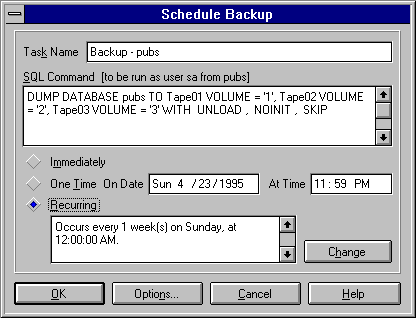 Schedule Backup
Task Name Backup - pubs
SQL Command [to be run as user sa from pubs]
DUMP DATABASE pubs TO Tape01 VOLUME = '1', Tape02 VOLUME
= '2', Tape03 VOLUME = '3' WITH UNLOAD , NOINIT , SKIP
Immediately
One Time On Date Sun 4 /23/1995 At Time 11:59 PM
Recurring
Occurs every 1 week(s) on Sunday, at
12:00:00 AM.
Change
OK Options... Cancel Help